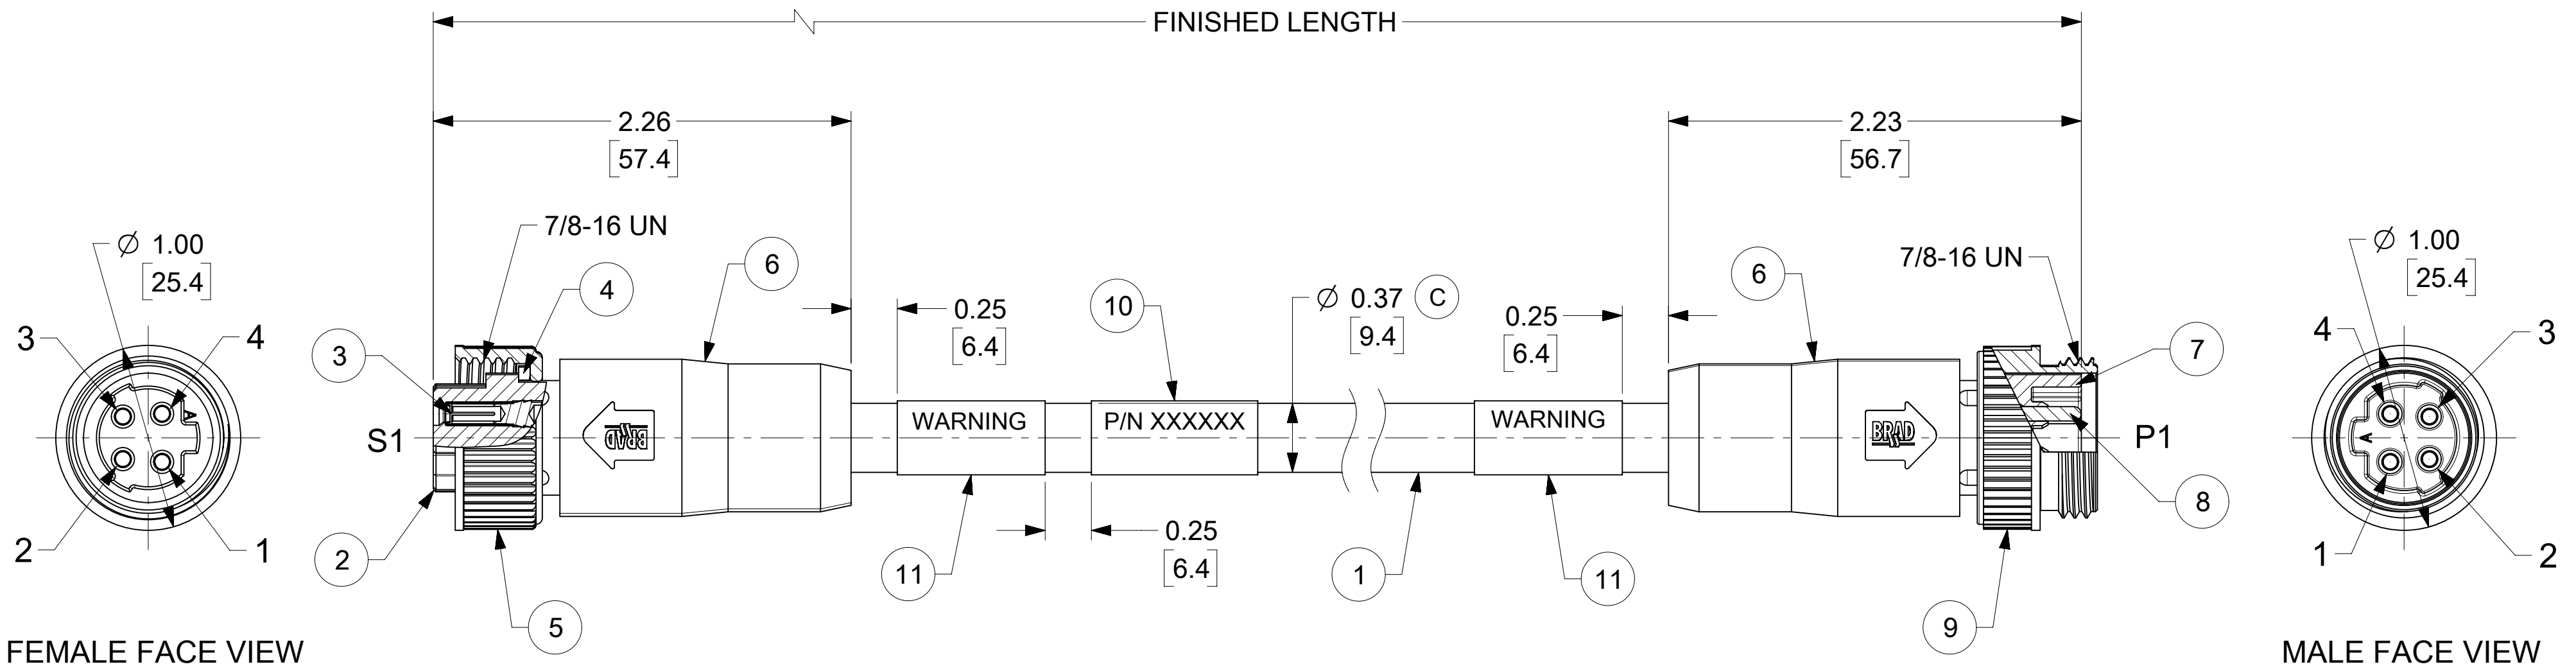 FINISHED LENGTH
2.26
[57.4]
2.23
[56.7]
7/8-16 UN
7/8-16 UN
Ø 1.00
[25.4]
Ø 1.00
[25.4]
6
6
4
10
Ø 0.37 C
[9.4]
0.25
[6.4]
0.25
[6.4]
3
4
3
7
4
3
A
WARNING
P/N XXXXXX
WARNING
S1
BRAD
BRAD
P1
A
8
2
1
2
11
0.25
[6.4]
1
11
1
2
5
9
FEMALE FACE VIEW
MALE FACE VIEW